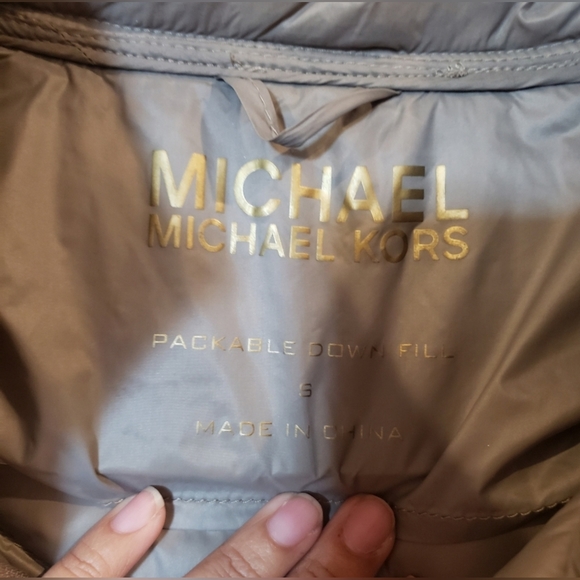 MICHAEL
MICHAEL KORS
PACKABLE DOWN FILL
S
MADE IN CHINA